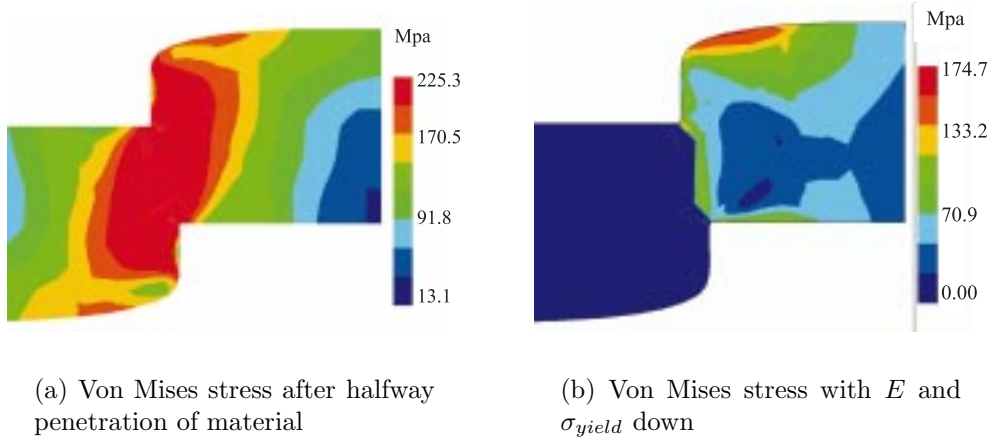 Mpa
225.3
170.5
91.8
13.1
Mpa
174.7
133.2
70.9
0.00
(a) Von Mises stress after halfway
penetration of material
(b) Von Mises stress with E and
σyield down